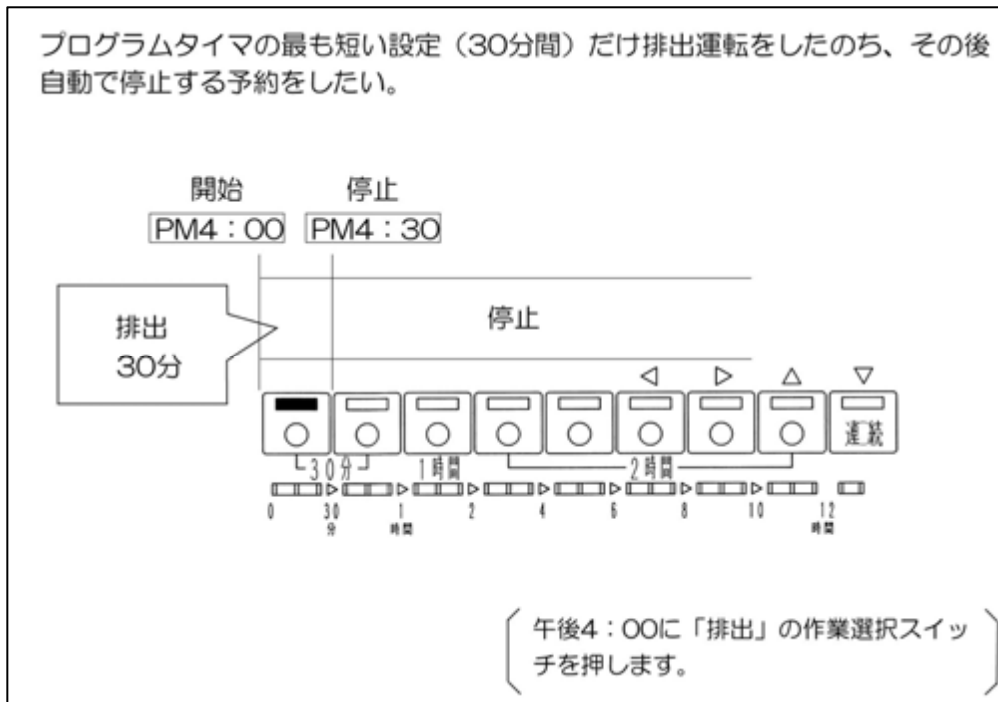 プログラムタイマの最も短い設定（30分間）だけ排出運転をしたのち、その後
自動で停止する予約をしたい。
開始 停止
PM4：00 PM4：30
排出
30分
停止
◁ ▷ △ ▽
連続
30分 1時間 2時間
0 30分 1時間 2 4 6 8 10 12時間
午後4：00に「排出」の作業選択スイッ
チを押します。